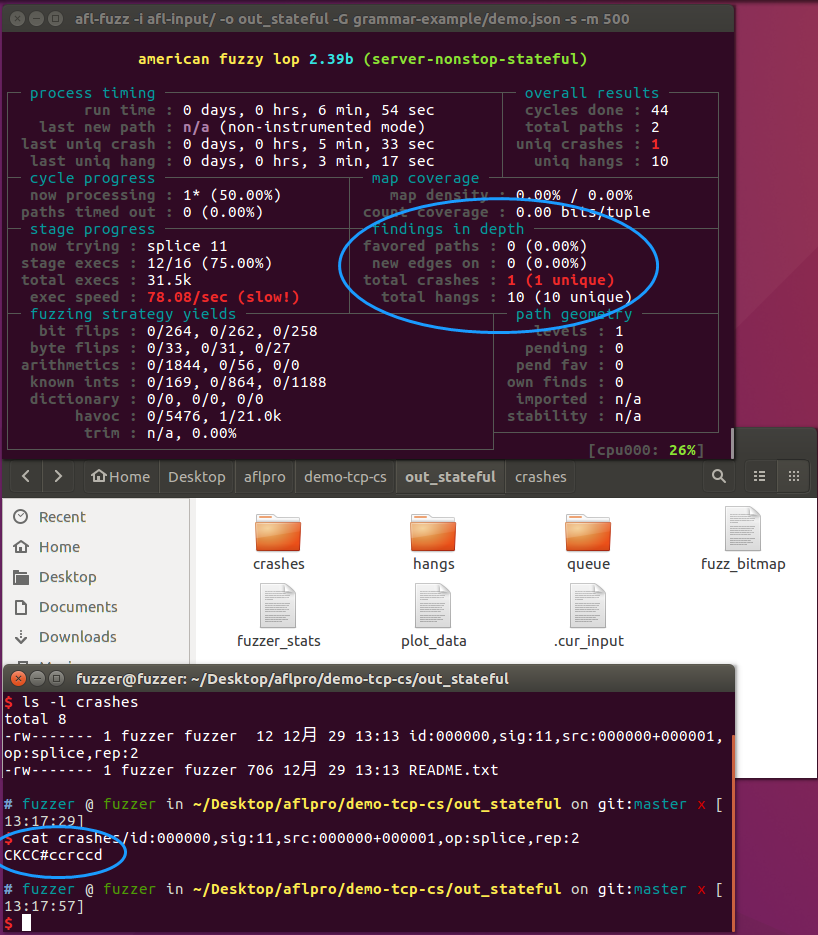 afl-fuzz -i afl-input/ -o out_stateful -G grammar-example/demo.json -s -m 500
american fuzzy lop 2.39b (server-nonstop-stateful)
process timing
run time : 0 days, 0 hrs, 6 min, 54 sec
last new path : n/a (non-instrumented mode)
last uniq crash : 0 days, 0 hrs, 5 min, 33 sec
last uniq hang : 0 days, 0 hrs, 3 min, 17 sec
overall results
cycles done : 44
total paths : 2
uniq crashes : 1
uniq hangs : 10
cycle progress
now processing : 1* (50.00%)
paths timed out : 0 (0.00%)
map coverage
map density : 0.00% / 0.00%
count coverage : 0.00 bits/tuple
stage progress
now trying : splice 11
stage execs : 12/16 (75.00%)
total execs : 31.5k
exec speed : 78.08/sec (slow!)
findings in depth
favored paths : 0 (0.00%)
new edges on : 0 (0.00%)
total crashes : 1 (1 unique)
total hangs : 10 (10 unique)
fuzzing strategy yields
bit flips : 0/264, 0/262, 0/258
byte flips : 0/33, 0/31, 0/27
arithmetics : 0/1844, 0/56, 0/0
known ints : 0/169, 0/864, 0/1188
dictionary : 0/0, 0/0, 0/0
havoc : 0/5476, 1/21.0k
trim : n/a, 0.00%
path geometry
levels : 1
pending : 0
pend fav : 0
own finds : 0
imported : n/a
stability : n/a
[cpu000: 26%]
Home Desktop aflpro demo-tcp-cs out_stateful crashes
Recent
Home
Desktop
Documents
Downloads
crashes
hangs
queue
fuzz_bitmap
fuzzer_stats
plot_data
.cur_input
fuzzer@fuzzer: ~/Desktop/aflpro/demo-tcp-cs/out_stateful
$ ls -l crashes
total 8
-rw------- 1 fuzzer fuzzer  12 12月 29 13:13 id:000000,sig:11,src:000000+000001,
op:splice,rep:2
-rw------- 1 fuzzer fuzzer 706 12月 29 13:13 README.txt
# fuzzer @ fuzzer in ~/Desktop/aflpro/demo-tcp-cs/out_stateful on git:master x [
13:17:29]
$ cat crashes/id:000000,sig:11,src:000000+000001,op:splice,rep:2
CKCC#ccrccd
# fuzzer @ fuzzer in ~/Desktop/aflpro/demo-tcp-cs/out_stateful on git:master x [
13:17:57]
$